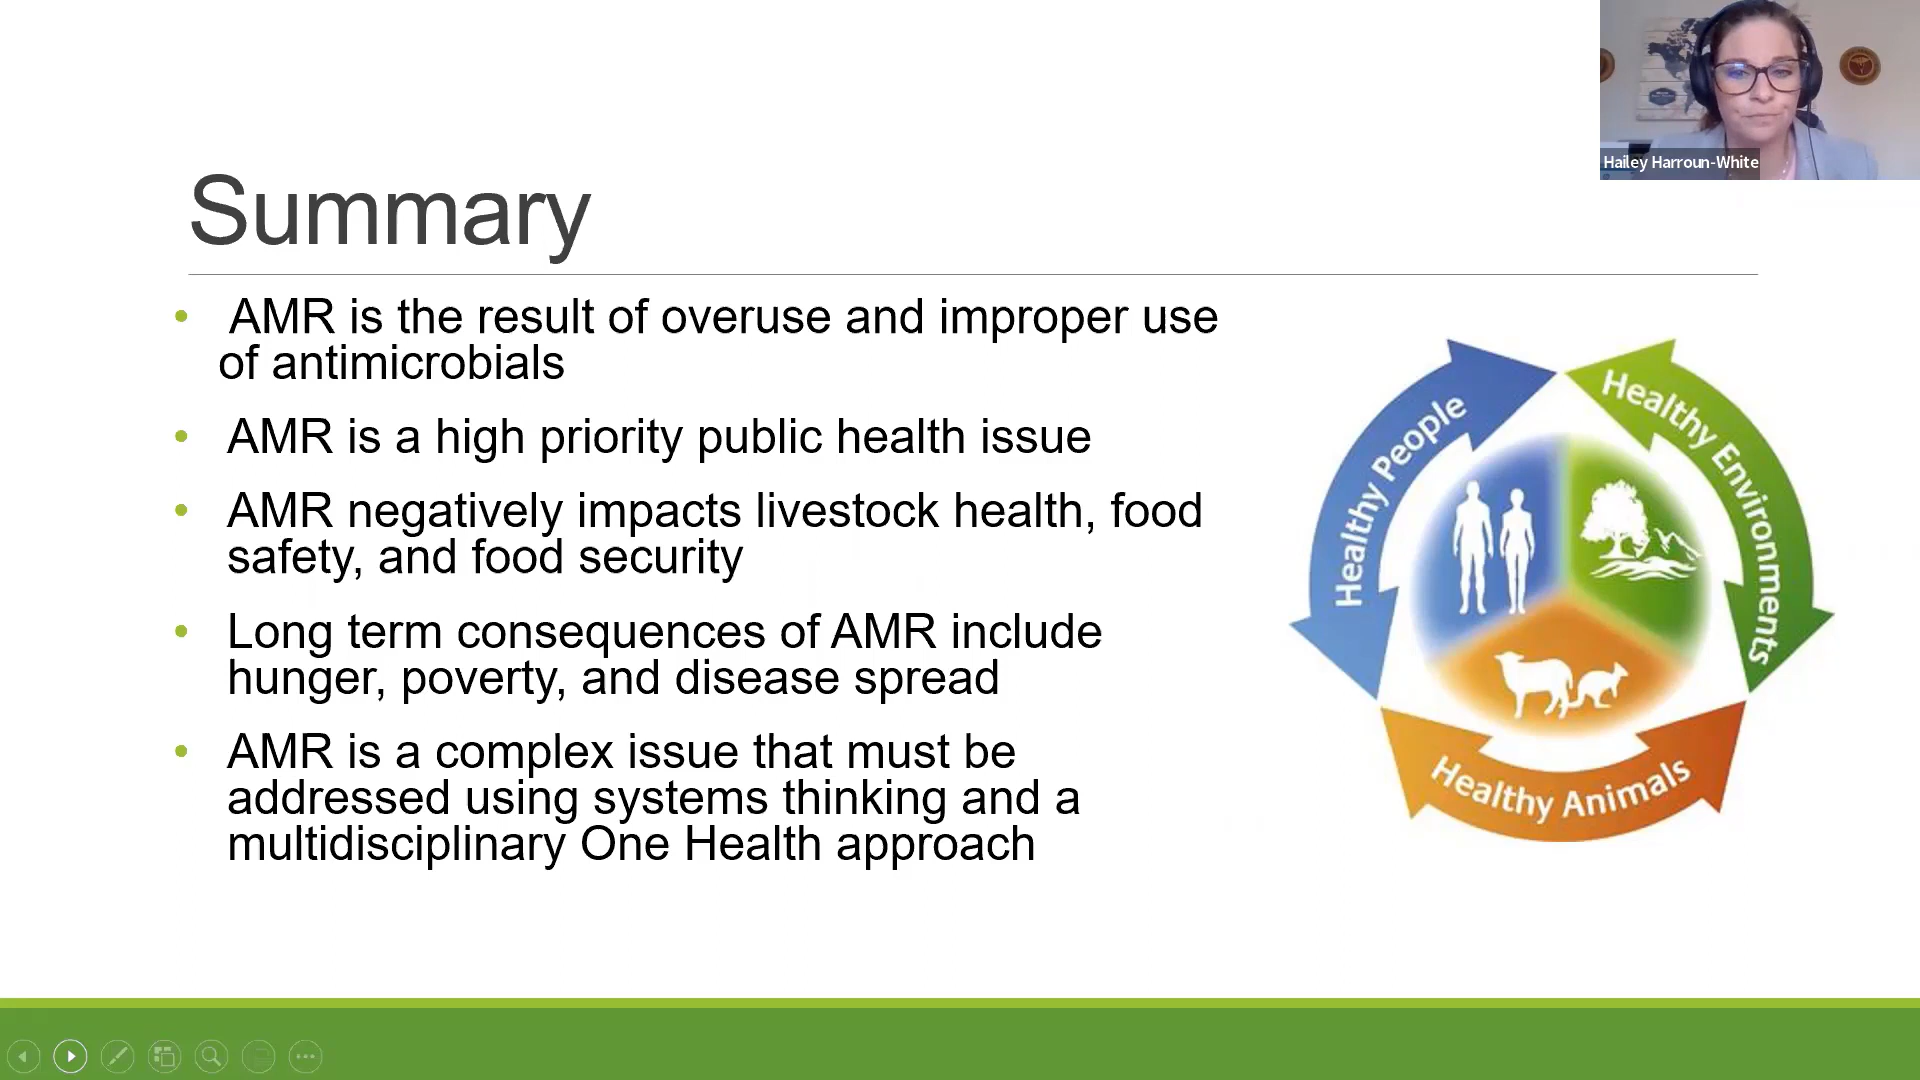 Hailey Harroun-White
Summary
• AMR is the result of overuse and improper use
of antimicrobials
• AMR is a high priority public health issue
• AMR negatively impacts livestock health, food
safety, and food security
• Long term consequences of AMR include
hunger, poverty, and disease spread
• AMR is a complex issue that must be
addressed using systems thinking and a
multidisciplinary One Health approach
Healthy People
Healthy Environments
Healthy Animals